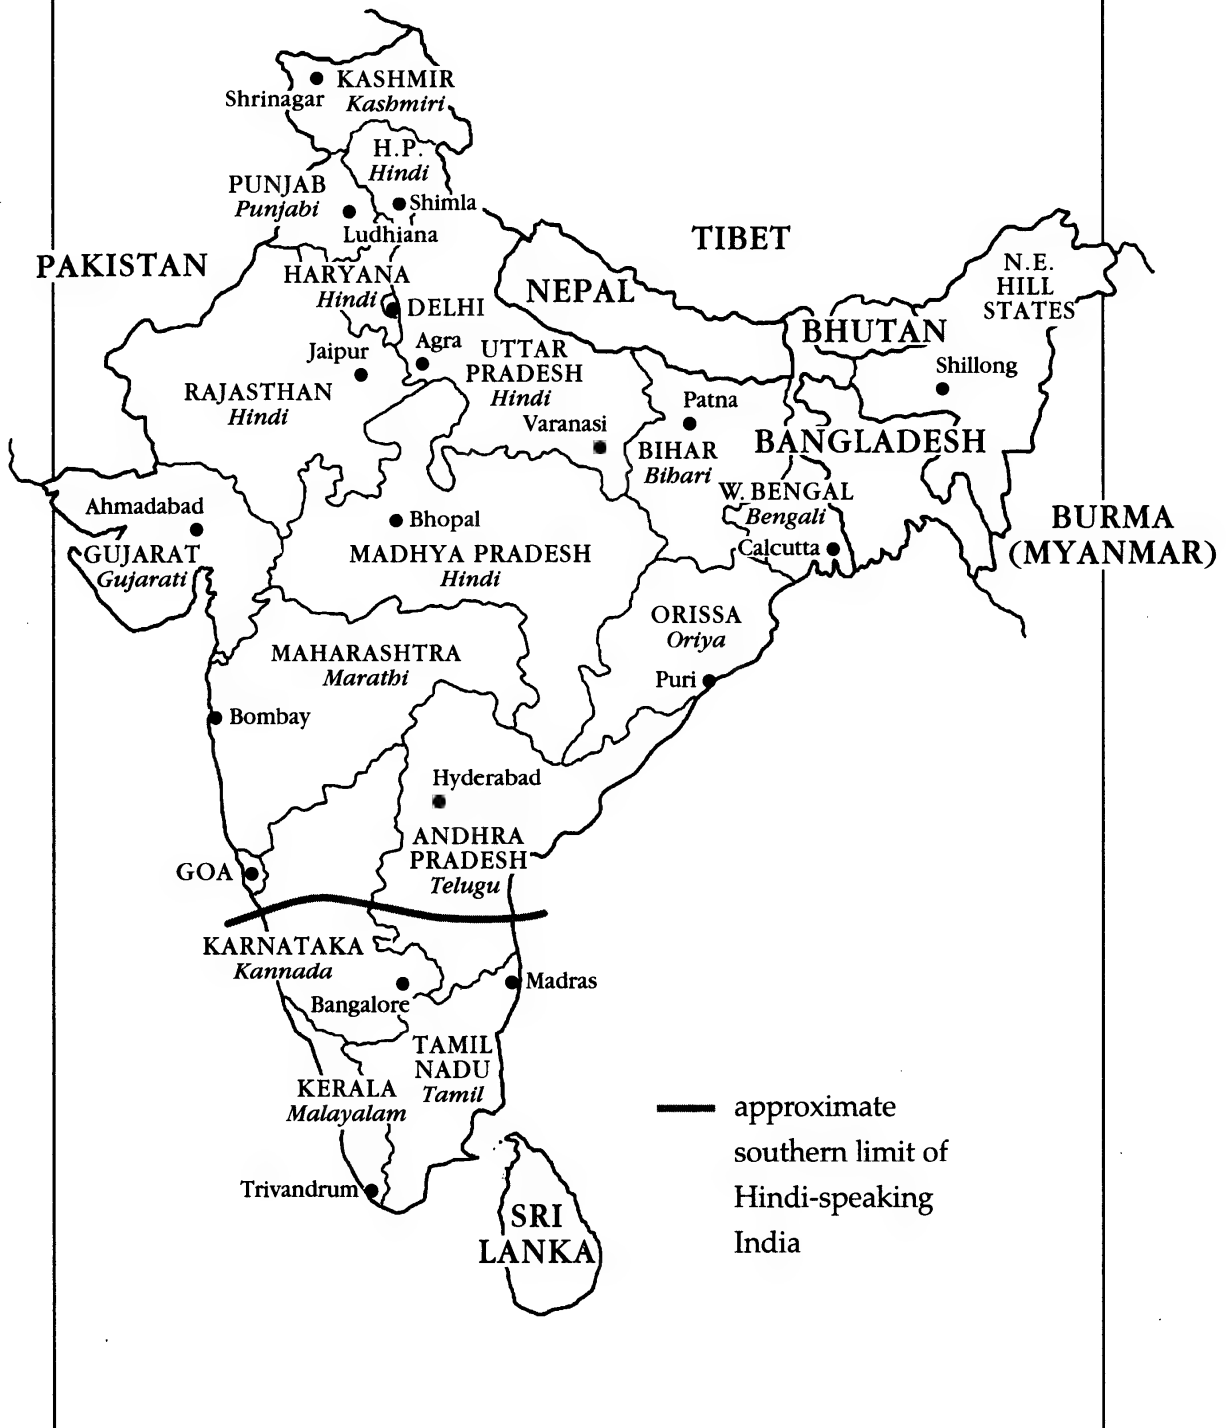 KASHMIR
Shrinagar
Kashmiri
H.P.
Hindi
PUNJAB
Punjabi
Shimla
Ludhiana
TIBET
PAKISTAN
HARYANA
Hindi
DELHI
NEPAL
N.E.
HILL
STATES
BHUTAN
Jaipur
Agra
UTTAR
PRADESH
Hindi
Shillong
RAJASTHAN
Hindi
Varanasi
Patna
BIHAR
Bihari
BANGLADESH
W. BENGAL
Bengali
Calcutta
Ahmadabad
GUJARAT
Gujarati
Bhopal
MADHYA PRADESH
Hindi
BURMA
(MYANMAR)
ORISSA
Oriya
Puri
MAHARASHTRA
Marathi
Bombay
Hyderabad
ANDHRA
PRADESH
Telugu
GOA
KARNATAKA
Kannada
Bangalore
Madras
TAMIL
NADU
Tamil
KERALA
Malayalam
Trivandrum
SRI
LANKA
approximate
southern limit of
Hindi-speaking
India